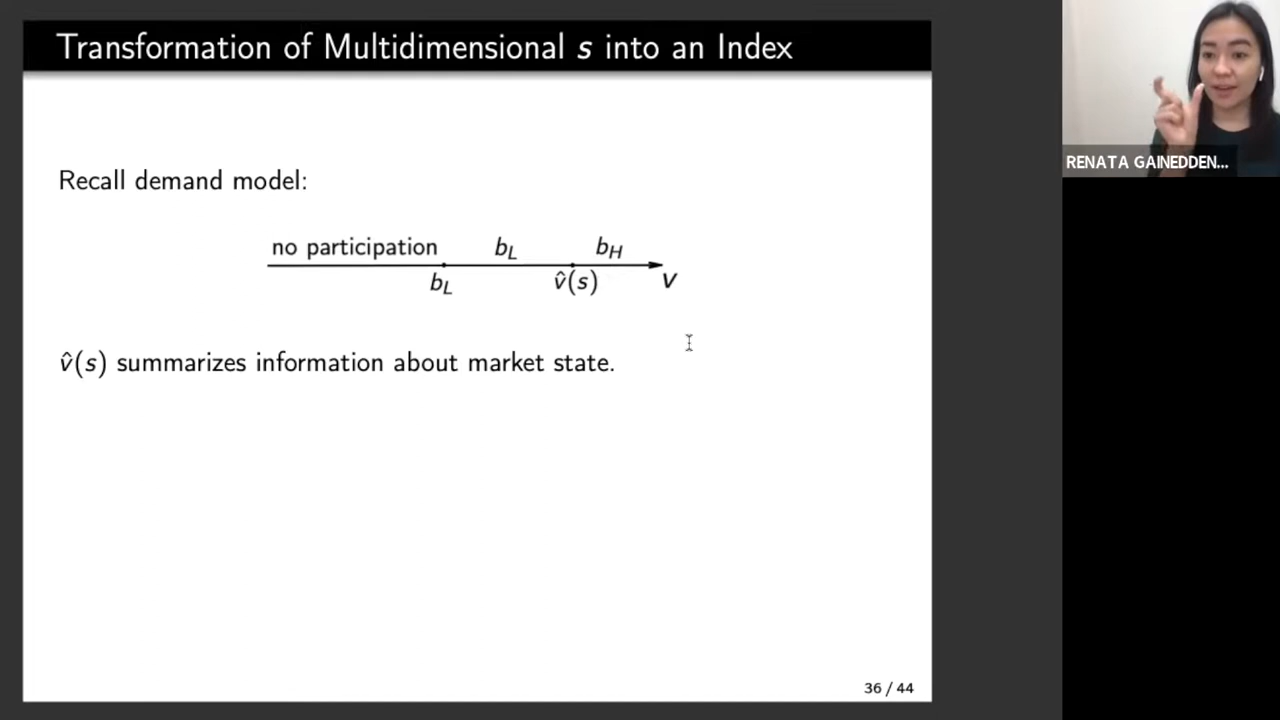 Transformation of Multidimensional s into an Index
Recall demand model:
no participation b_L b_H
b_L v̂(s) v
v̂(s) summarizes information about market state.
36 / 44
RENATA GAINEDDEN...